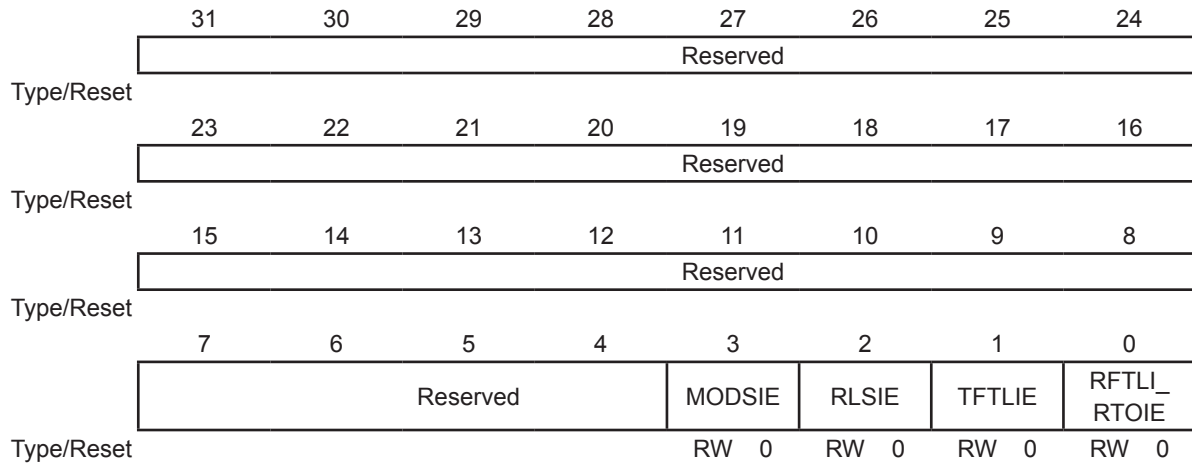 31 30 29 28 27 26 25 24
Reserved
Type/Reset
23 22 21 20 19 18 17 16
Reserved
Type/Reset
15 14 13 12 11 10 9 8
Reserved
Type/Reset
7 6 5 4 3 2 1 0
Reserved MODSIE RLSIE TFTLIE RFTLI_
RTOIE
Type/Reset RW 0 RW 0 RW 0 RW 0